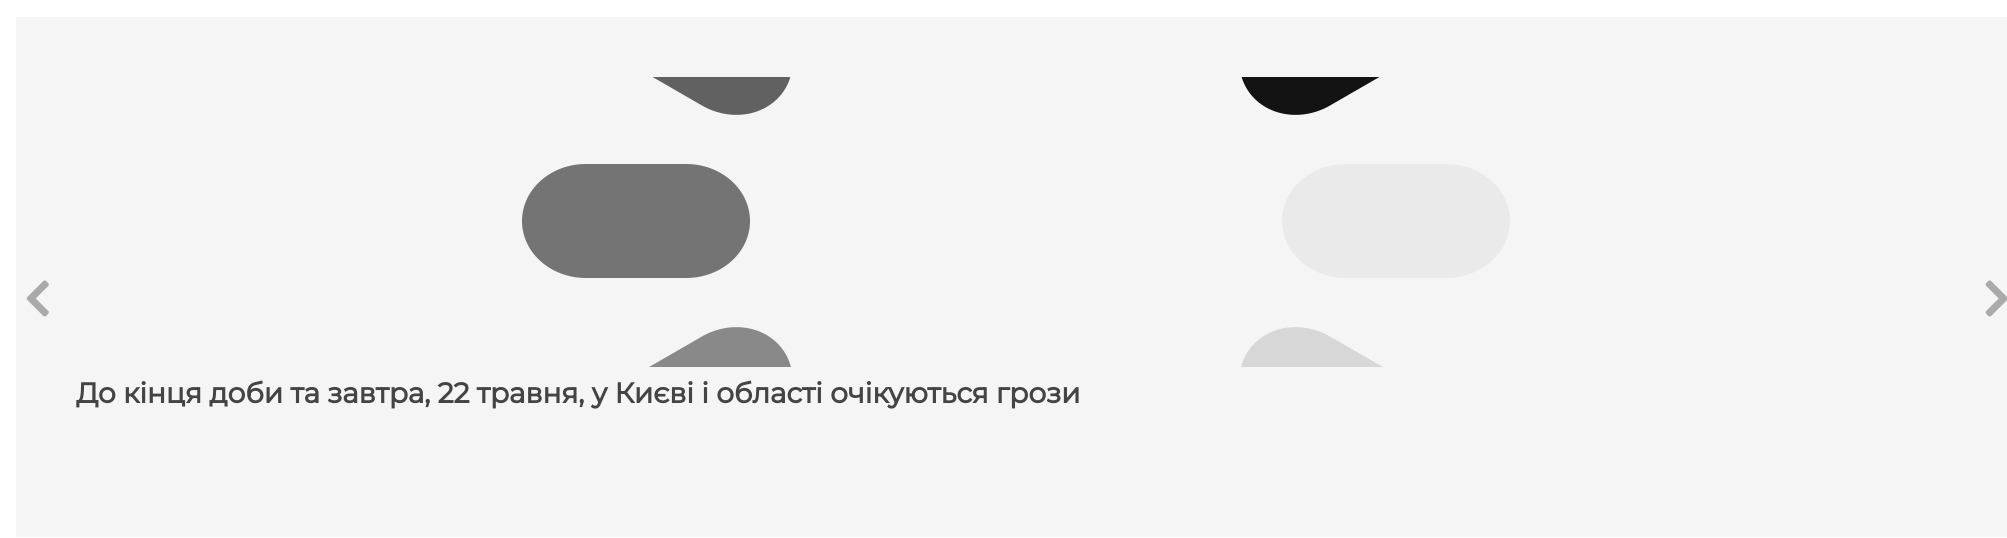 До кінця доби та завтра, 22 травня, у Києві і області очікуються грози